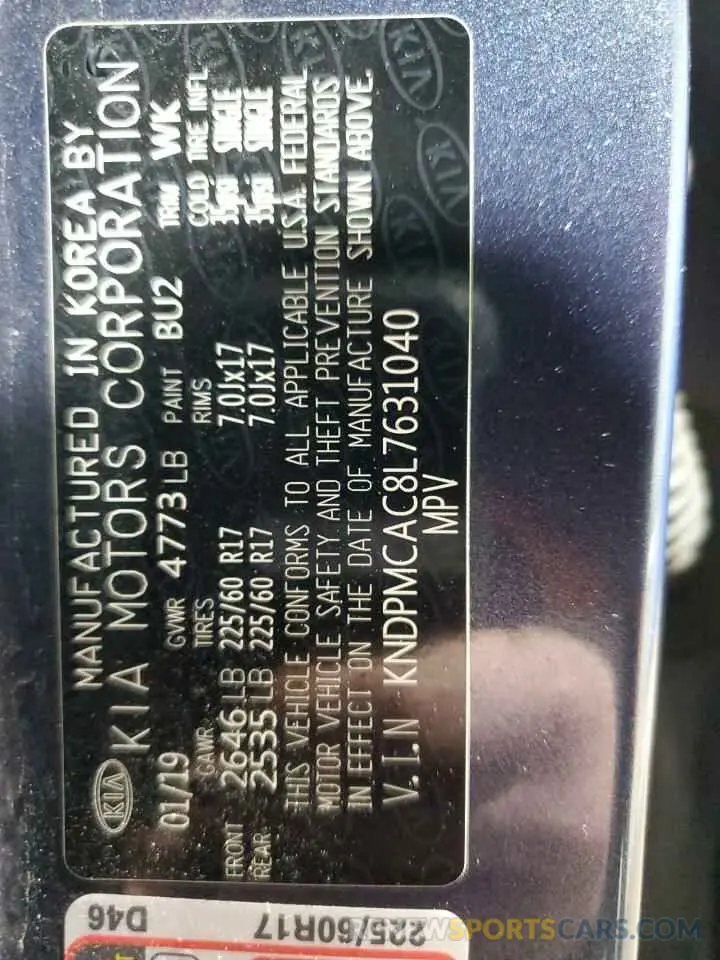 MANUFACTURED IN KOREA BY
KIA KIA MOTORS CORPORATION
01/19 GVWR 4773LB PAINT BU2 TRIM WK
GAWR TIRES RIMS COLD TIRE INFL
FRONT 2646LB 225/60 R17 7.0Jx17 35psi SINGLE
REAR 2535LB 225/60 R17 7.0Jx17 35psi SINGLE
THIS VEHICLE CONFORMS TO ALL APPLICABLE U.S.A. FEDERAL
MOTOR VEHICLE SAFETY AND THEFT PREVENTION STANDARDS
IN EFFECT ON THE DATE OF MANUFACTURE SHOWN ABOVE.
V.I.N KNDPMCAC8L7631040
MPV
D46
225/60R17
REVIEWSPORTSCARS.COM